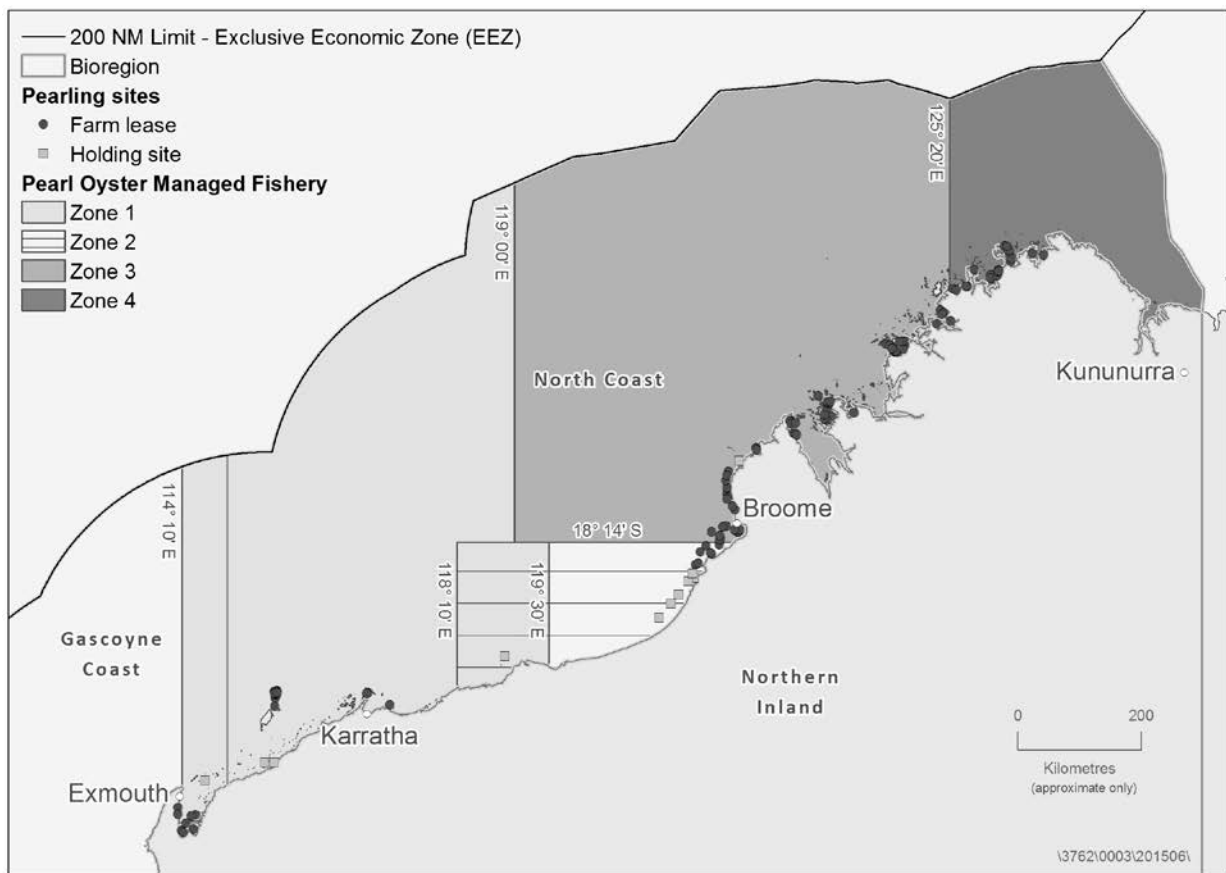 200 NM Limit - Exclusive Economic Zone (EEZ)
Bioregion
Pearling sites
Farm lease
Holding site
Pearl Oyster Managed Fishery
Zone 1
Zone 2
Zone 3
Zone 4
125° 20' E
119° 00' E
North Coast
Kununurra
114° 10' E
Broome
18° 14' S
118° 10' E
119° 30' E
Gascoyne
Coast
Northern
Inland
Karratha
Exmouth
0 200
Kilometres
(approximate only)
\3762\0003\201506\